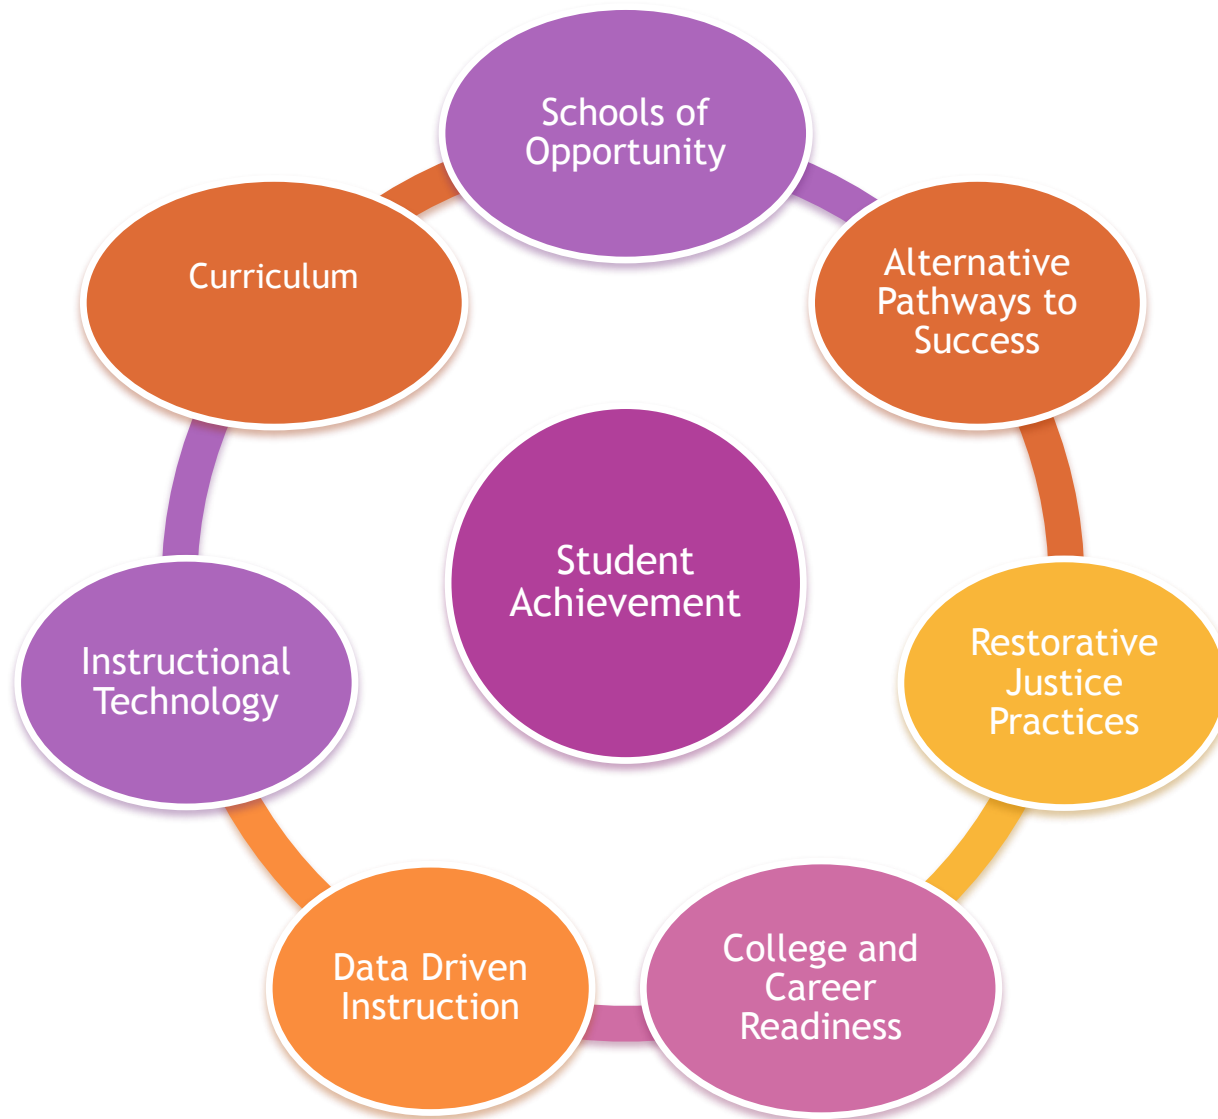 Schools of
Opportunity
Alternative
Pathways to
Success
Restorative
Justice
Practices
College and
Career
Readiness
Data Driven
Instruction
Instructional
Technology
Curriculum
Student
Achievement